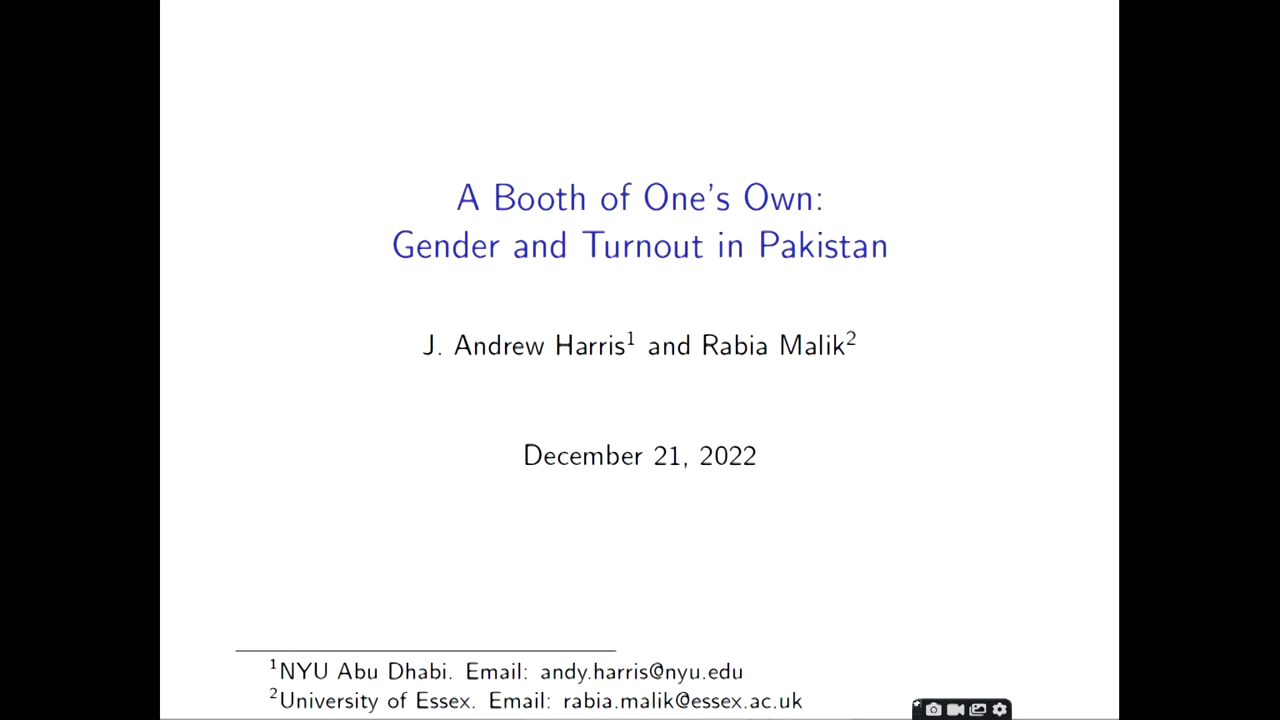 A Booth of One's Own:
Gender and Turnout in Pakistan
J. Andrew Harris¹ and Rabia Malik²
December 21, 2022
¹NYU Abu Dhabi. Email: andy.harris@nyu.edu
²University of Essex. Email: rabia.malik@essex.ac.uk